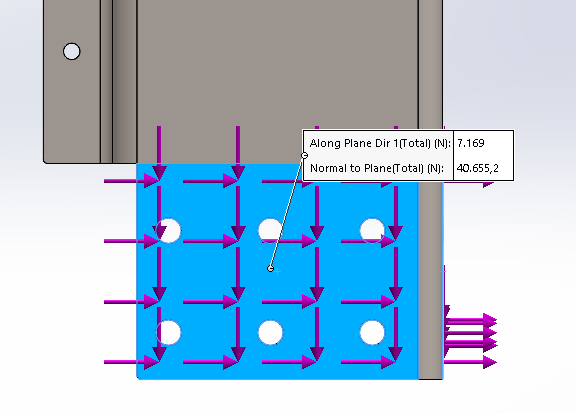 Along Plane Dir 1(Total) (N): 7.169
Normal to Plane(Total) (N): 40.655,2